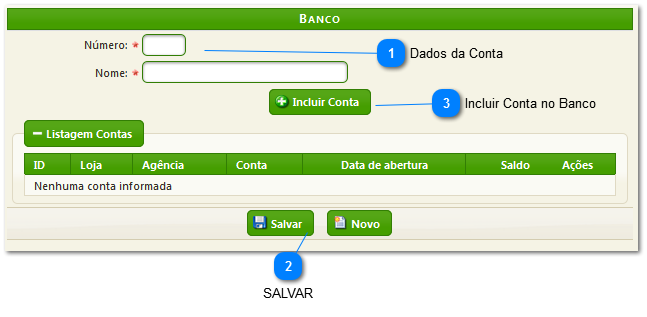 BANCO
Número: *
1 Dados da Conta
Nome: *
Incluir Conta
3 Incluir Conta no Banco
Listagem Contas
ID Loja Agência Conta Data de abertura Saldo Ações
Nenhuma conta informada
Salvar Novo
2
SALVAR